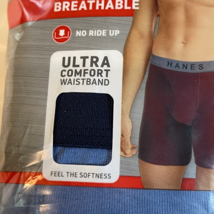 BREATHABLE
NO RIDE UP
HANES
ULTRA
COMFORT
WAISTBAND
FEEL THE SOFTNESS